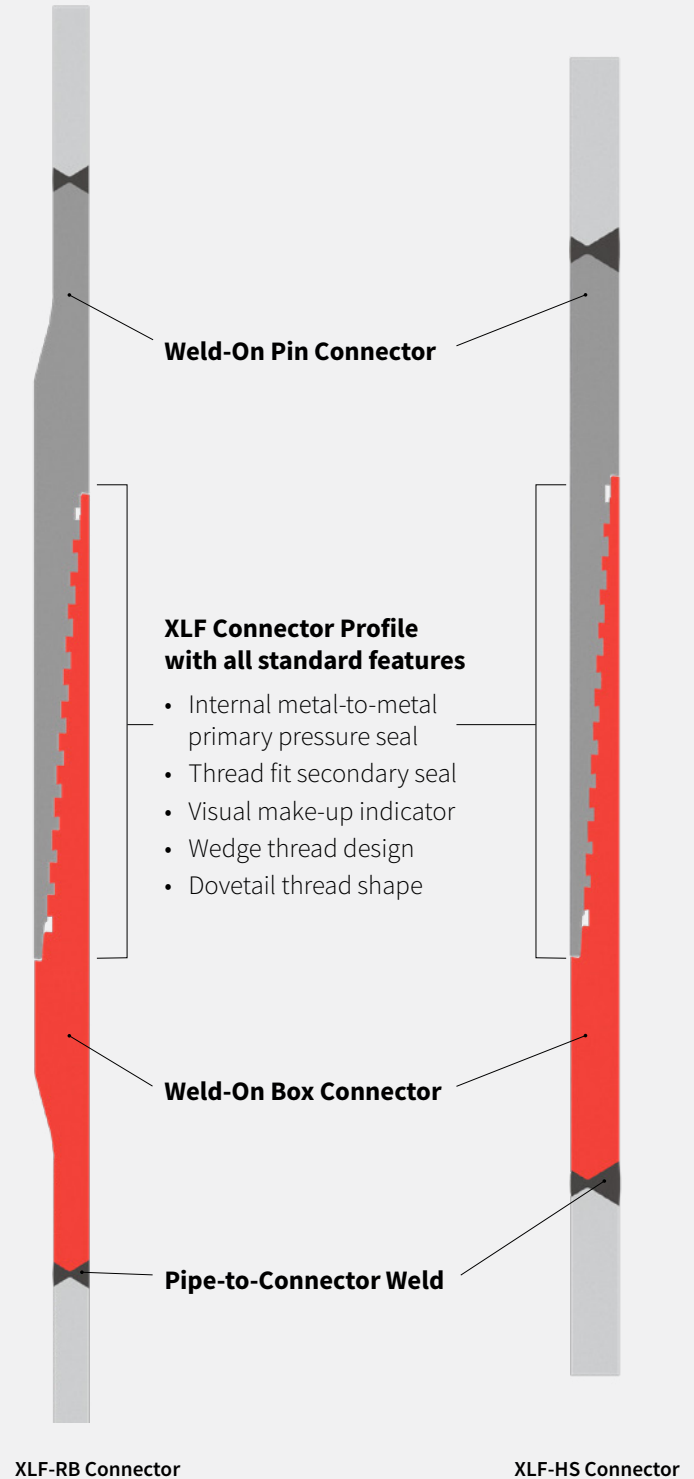 Weld-On Pin Connector
XLF Connector Profile
with all standard features
• Internal metal-to-metal
primary pressure seal
• Thread fit secondary seal
• Visual make-up indicator
• Wedge thread design
• Dovetail thread shape
Weld-On Box Connector
Pipe-to-Connector Weld
XLF-RB Connector
XLF-HS Connector